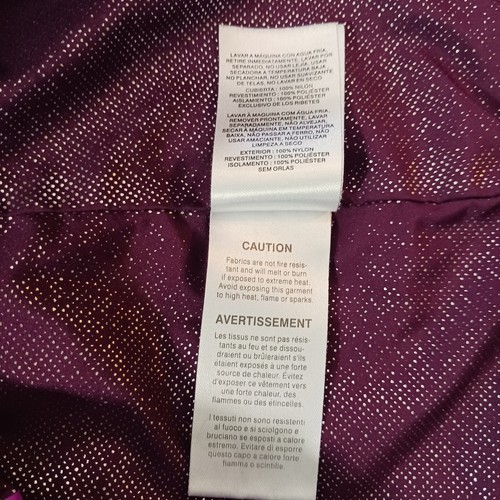 LAVAR A MÁQUINA CON AGUA FRÍA,
RETIRE INMEDIATAMENTE, LAVAR POR
SEPARADO, NO USAR LEJÍA, USAR
SECADORA A TEMPERATURA BAJA,
NO PLANCHAR, NO USAR SUAVIZANTE
DE TELAS, NO LAVAR EN SECO
CUBIERTA : 100% NILON
REVESTIMIENTO : 100% POLIÉSTER
AISLAMIENTO : 100% POLIÉSTER
EXCLUSIVO DE LOS RIBETES
LAVAR À MAQUINA COM ÁGUA FRIA,
REMOVER PRONTAMENTE, LAVAR
SEPARADAMENTE, NÃO ALVEJAR,
SECAR À MÁQUINA EM TEMPERATURA
BAIXA, NÃO PASSAR A FERRO, NÃO
USAR AMACIANTE, NÃO UTILIZAR
LIMPEZA A SECO
EXTERIOR : 100% NYLON
REVESTIMENTO : 100% POLIÉSTER
ISOLAMENTO : 100% POLIÉSTER
SEM ORLAS
CAUTION
Fabrics are not fire resis-
tant and will melt or burn
if exposed to extreme heat.
Avoid exposing this garment
to high heat, flame or sparks.
AVERTISSEMENT
Les tissus ne sont pas résis-
tants au feu et se dissou-
draient ou brûleraient s'ils
étaient exposés à une forte
source de chaleur. Évitez
d'exposer ce vêtement vers
une forte chaleur, des
flammes ou des étincelles.
I tessuti non sono resistenti
al fuoco e si sciolgono e
bruciano se esposti a calore
estremo. Evitare di esporre
questo capo a calore forte,
fiamma o scintille.